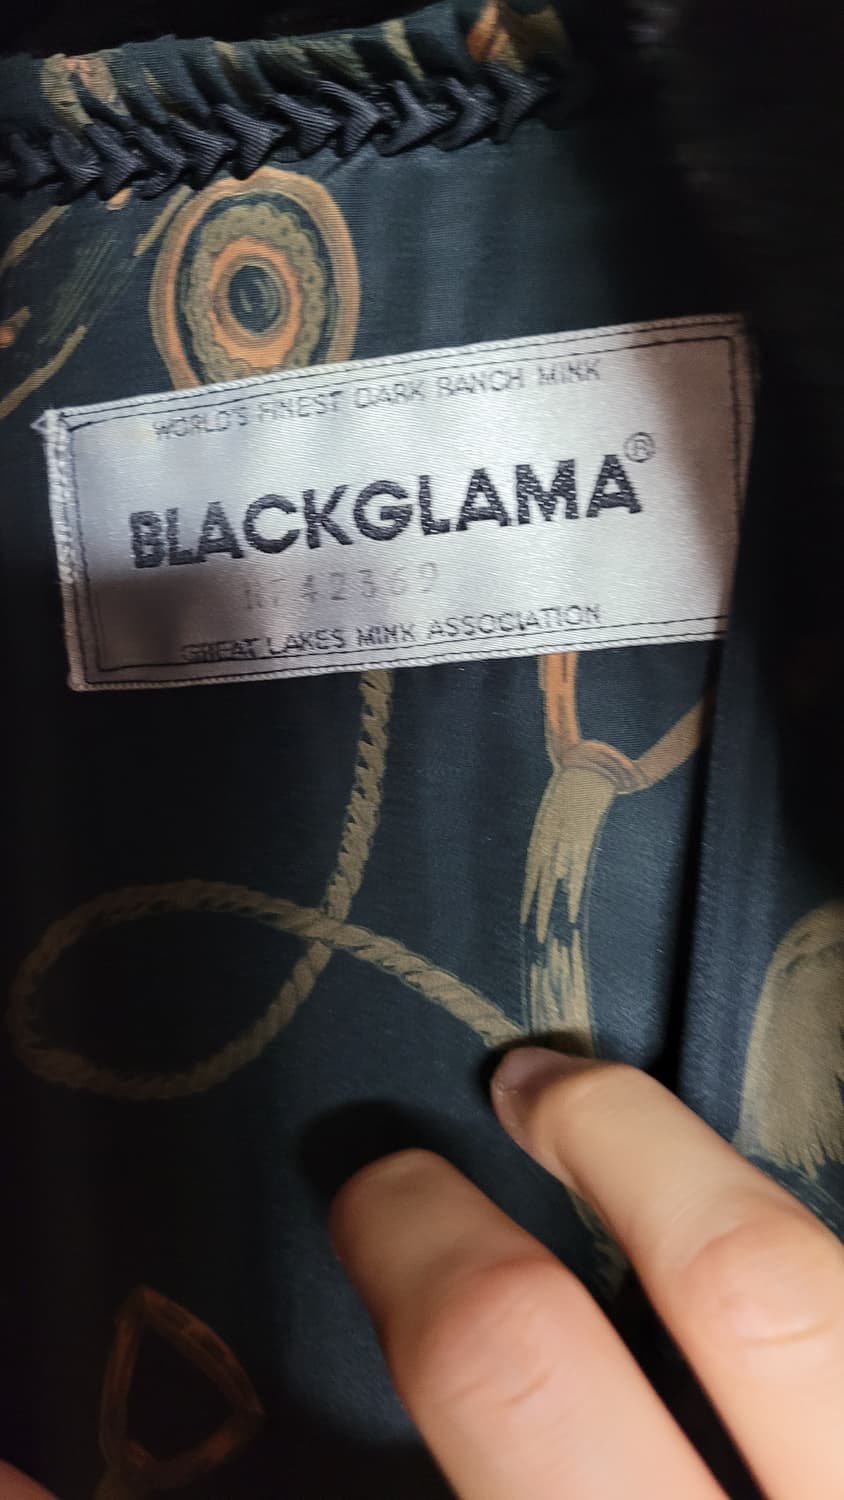 WORLD'S FINEST DARK RANCH MINK
BLACKGLAMA®
GREAT LAKES MINK ASSOCIATION